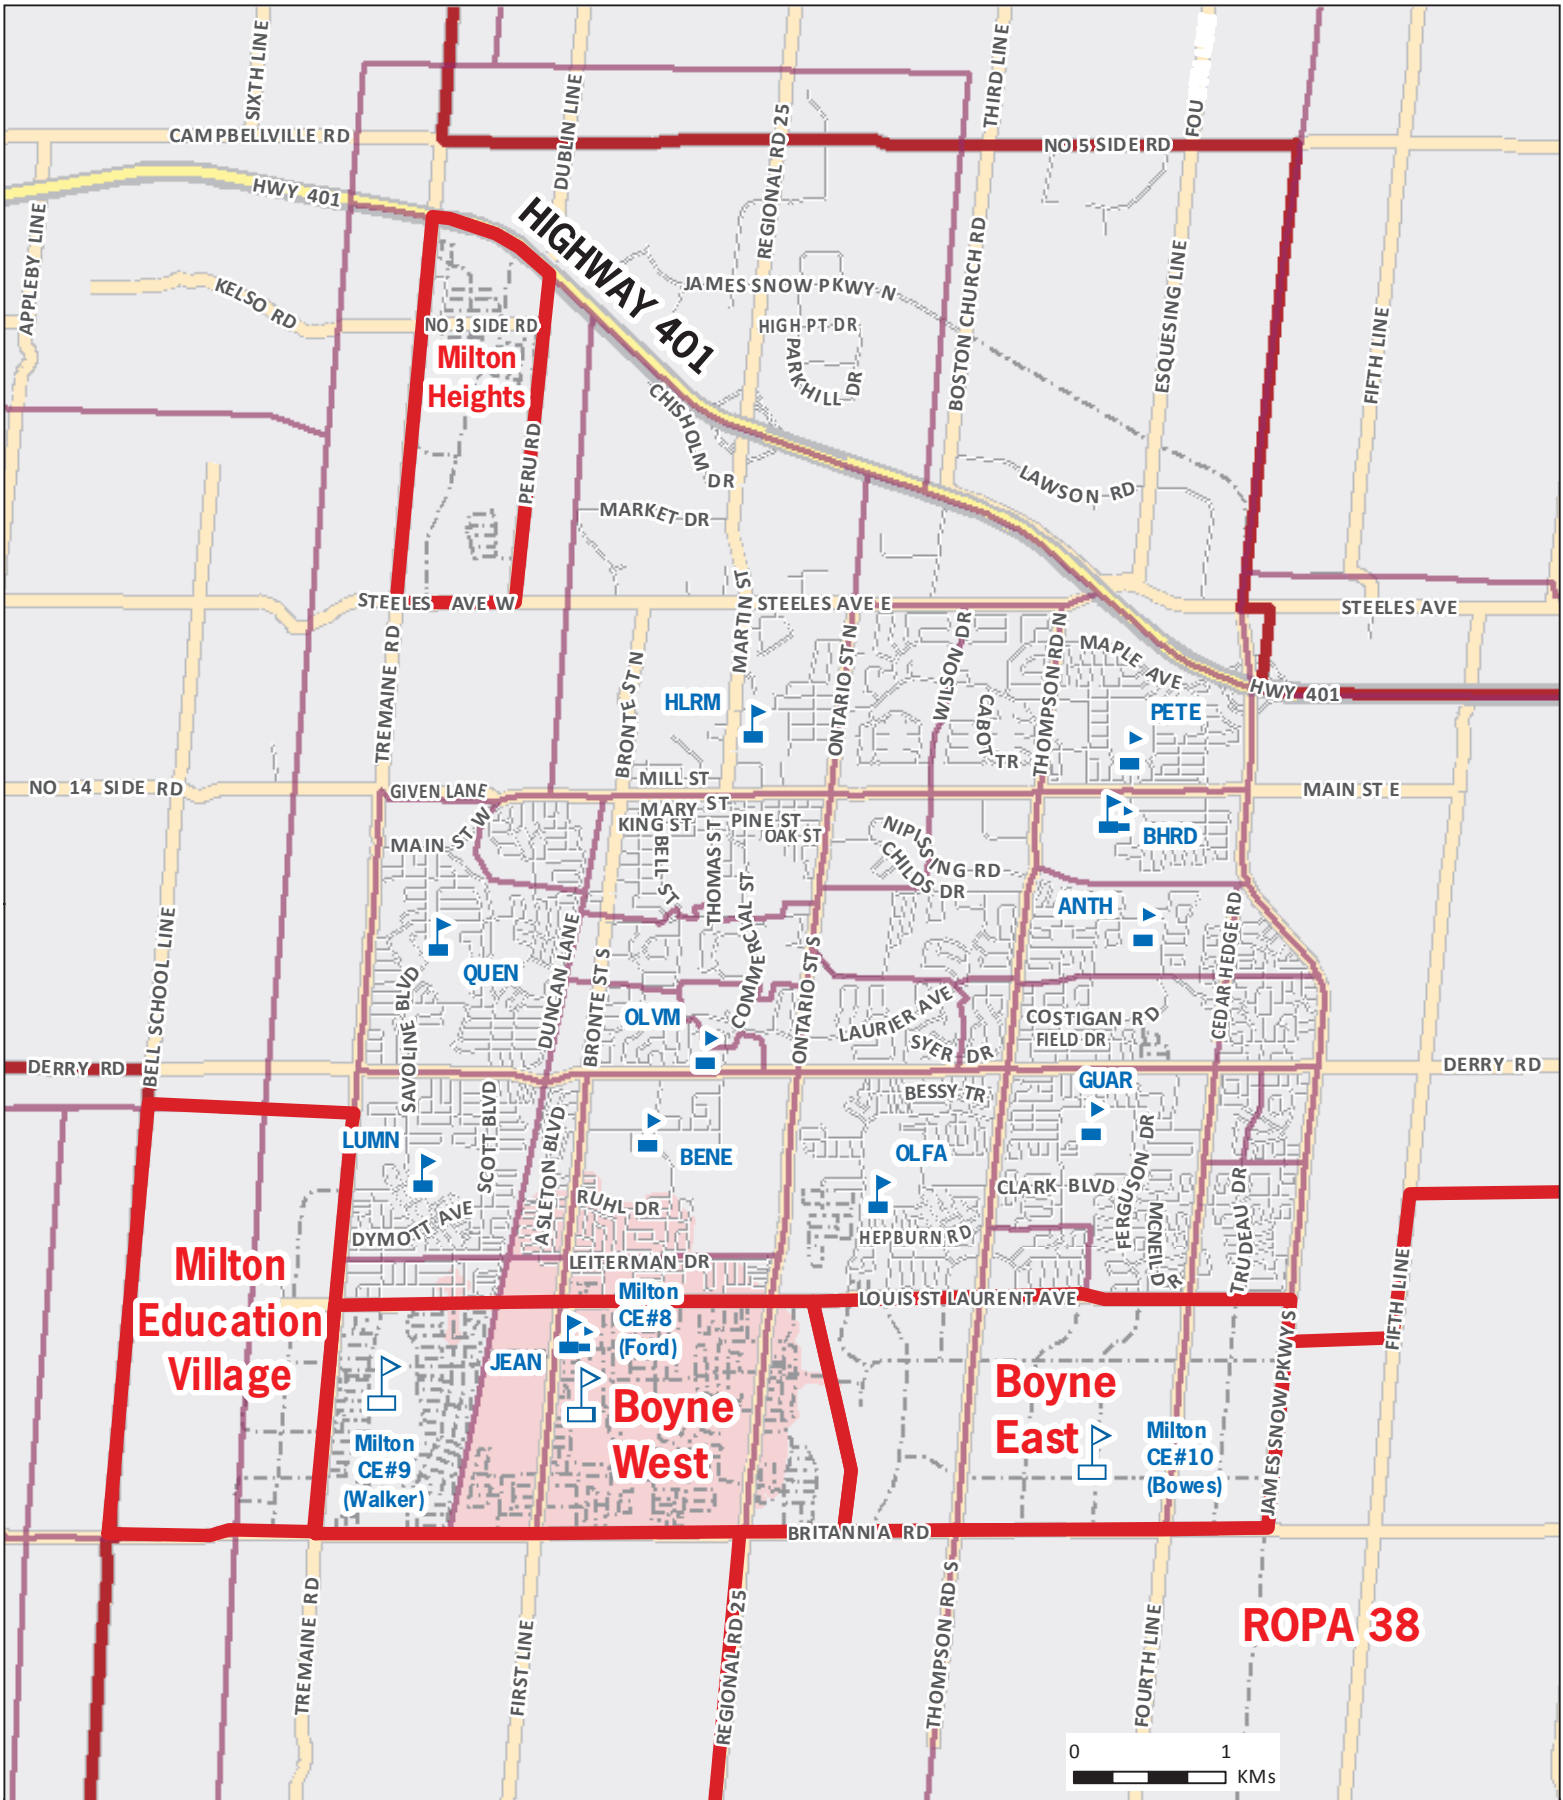 SIXTH LINE
DUBLIN LINE
REGIONAL RD 25
THIRD LINE
FOU
CAMPBELLVILLE RD
NO 5 SIDE RD
HWY 401
HIGHWAY 401
APPLEBY LINE
KELSO RD
JAMES SNOW PKWY N
BOSTON CHURCH RD
ESQUESING LINE
FIFTH LINE
NO 3 SIDE RD
HIGH PT DR
PARKHILL DR
Milton
Heights
CHISHOLM DR
PERU RD
LAWSON RD
MARKET DR
STEELES AVE W
STEELES AVE E
STEELES AVE
MARTIN ST
TREMAINE RD
BRONTE ST N
ONTARIO ST N
WILSON DR
THOMPSON RD N
MAPLE AVE
HWY 401
HLRM
CABOT TR
PETE
NO 14 SIDE RD
GIVEN LANE
MILL ST
MAIN ST E
MARY ST
KING ST
PINE ST
OAK ST
MAIN ST W
BELL ST
THOMAS ST
NIPISSING RD
CHILDS DR
BHRD
COMMERCIAL ST
ANTH
CEDAR HEDGE RD
BELL SCHOOL LINE
QUEN
SAVOLINE BLVD
DUNCAN LANE
BRONTE ST S
ONTARIO ST S
OLVM
LAURIER AVE
COSTIGAN RD
SYER DR
FIELD DR
DERRY RD
DERRY RD
GUAR
BESSY TR
LUMN
SCOTT BLVD
ASLETON BLVD
BENE
OLFA
FERGUSON DR
CLARK BLVD
MCNEIL DR
TRUDEAU DR
RUHL DR
DYMOTT AVE
HEPBURN RD
LEITERMAN DR
Milton
Education
Village
Milton
CE#8
(Ford)
LOUIS ST LAURENT AVE
JAMES SNOW PKWY S
FIFTH LINE
JEAN
Boyne
West
Boyne
East
Milton
CE#9
(Walker)
Milton
CE#10
(Bowes)
BRITANNIA RD
TREMAINE RD
FIRST LINE
REGIONAL RD 25
THOMPSON RD S
FOURTH LINE
ROPA 38
0 1
KMs